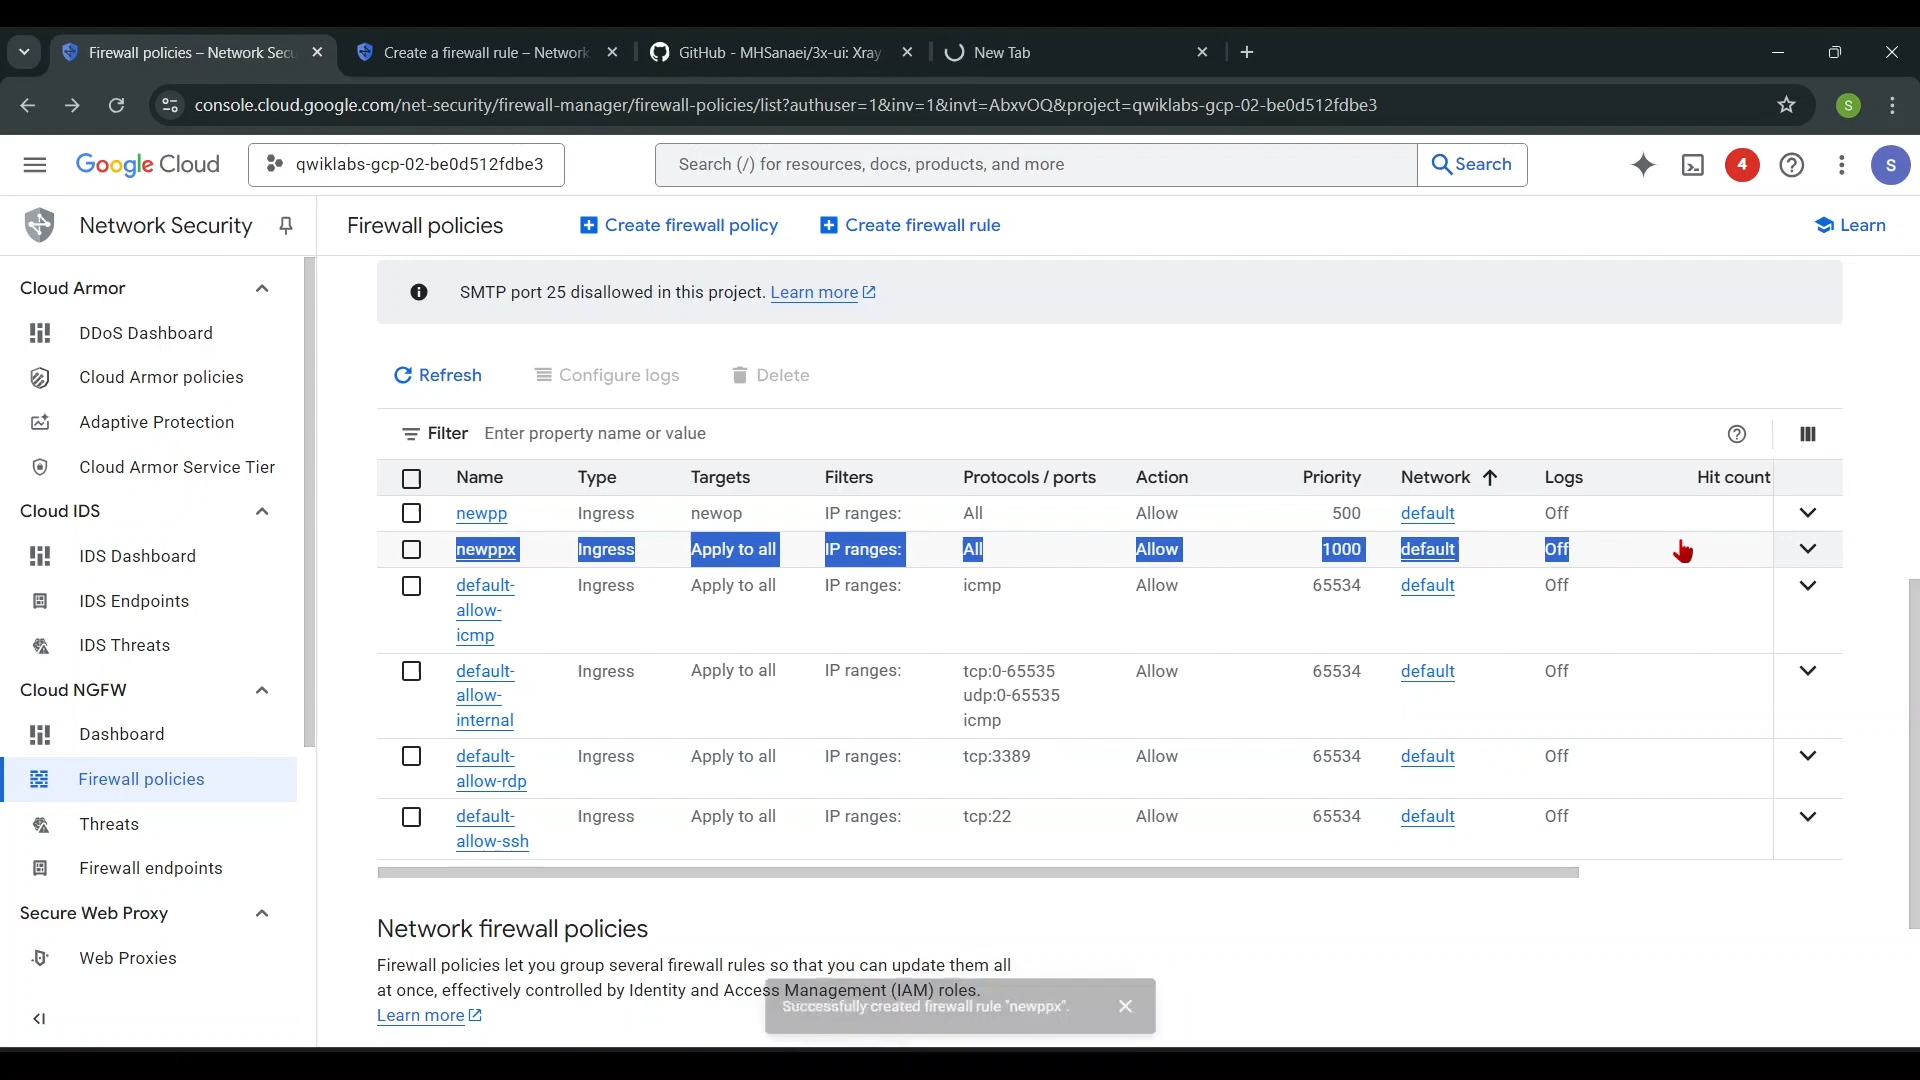 Firewall policies – Network Secu
Create a firewall rule – Network
GitHub - MHSanaei/3x-ui: Xray
New Tab
console.cloud.google.com/net-security/firewall-manager/firewall-policies/list?authuser=1&inv=1&invt=AbxvOQ&project=qwiklabs-gcp-02-be0d512fdbe3
S
Google Cloud
qwiklabs-gcp-02-be0d512fdbe3
Search (/) for resources, docs, products, and more
Search
4
S
Network Security
Firewall policies
Create firewall policy
Create firewall rule
Learn
Cloud Armor
DDoS Dashboard
Cloud Armor policies
Adaptive Protection
Cloud Armor Service Tier
Cloud IDS
IDS Dashboard
IDS Endpoints
IDS Threats
Cloud NGFW
Dashboard
Firewall policies
Threats
Firewall endpoints
Secure Web Proxy
Web Proxies
SMTP port 25 disallowed in this project. Learn more
Refresh
Configure logs
Delete
Filter Enter property name or value
Name Type Targets Filters Protocols / ports Action Priority Network Logs Hit count
newpp Ingress newop IP ranges: All Allow 500 default Off
newppx Ingress Apply to all IP ranges: All Allow 1000 default Off
default- Ingress Apply to all IP ranges: icmp Allow 65534 default Off
allow-
icmp
default- Ingress Apply to all IP ranges: tcp:0-65535 Allow 65534 default Off
allow- udp:0-65535
internal icmp
default- Ingress Apply to all IP ranges: tcp:3389 Allow 65534 default Off
allow-rdp
default- Ingress Apply to all IP ranges: tcp:22 Allow 65534 default Off
allow-ssh
Network firewall policies
Firewall policies let you group several firewall rules so that you can update them all
at once, effectively controlled by Identity and Access Management (IAM) roles.
Learn more
Successfully created firewall rule "newppx".